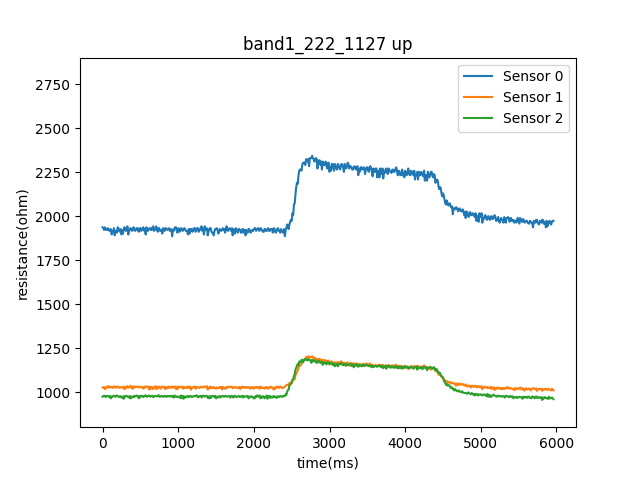 band1_222_1127 up
Sensor 0
Sensor 1
Sensor 2
resistance(ohm)
2750
2500
2250
2000
1750
1500
1250
1000
0 1000 2000 3000 4000 5000 6000
time(ms)